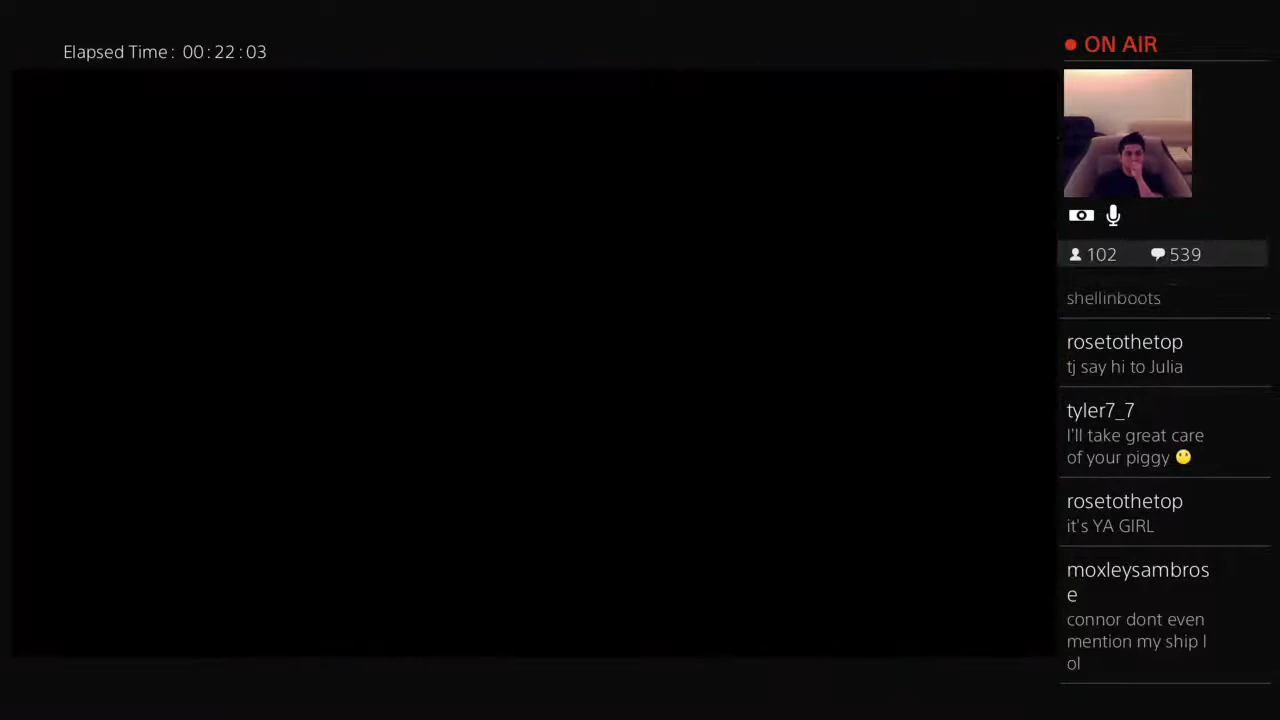 Elapsed Time: 00:22:03
ON AIR
102 539
shellinboots
rosetothetop
tj say hi to Julia
tyler7_7
I'll take great care
of your piggy 😶
rosetothetop
it's YA GIRL
moxleysambros
e
connor dont even
mention my ship l
ol